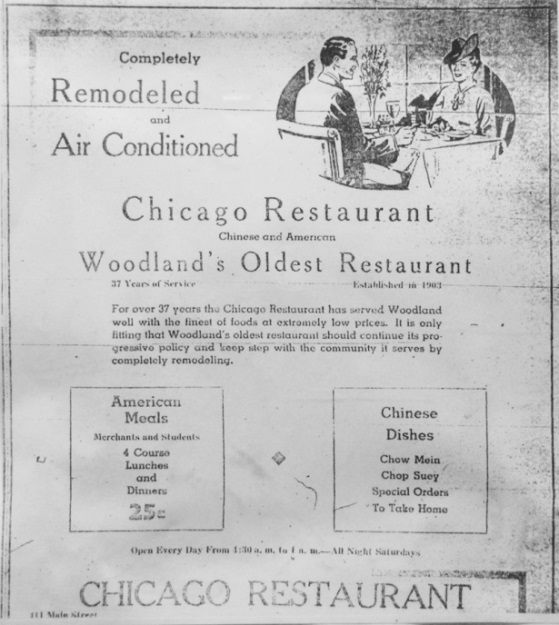 Completely
Remodeled
and
Air Conditioned
Chicago Restaurant
Chinese and American
Woodland's Oldest Restaurant
37 Years of Service Established in 1903
For over 37 years the Chicago Restaurant has served Woodland
well with the finest of foods at extremely low prices. It is only
fitting that Woodland's oldest restaurant should continue its pro-
gressive policy and keep step with the community it serves by
completely remodeling.
American
Meals
Merchants and Students
4 Course
Lunches
and
Dinners
25c
Chinese
Dishes
Chow Mein
Chop Suey
Special Orders
To Take Home
Open Every Day From a. m. to 1 a. m.—All Night Saturdays
CHICAGO RESTAURANT
411 Main Street